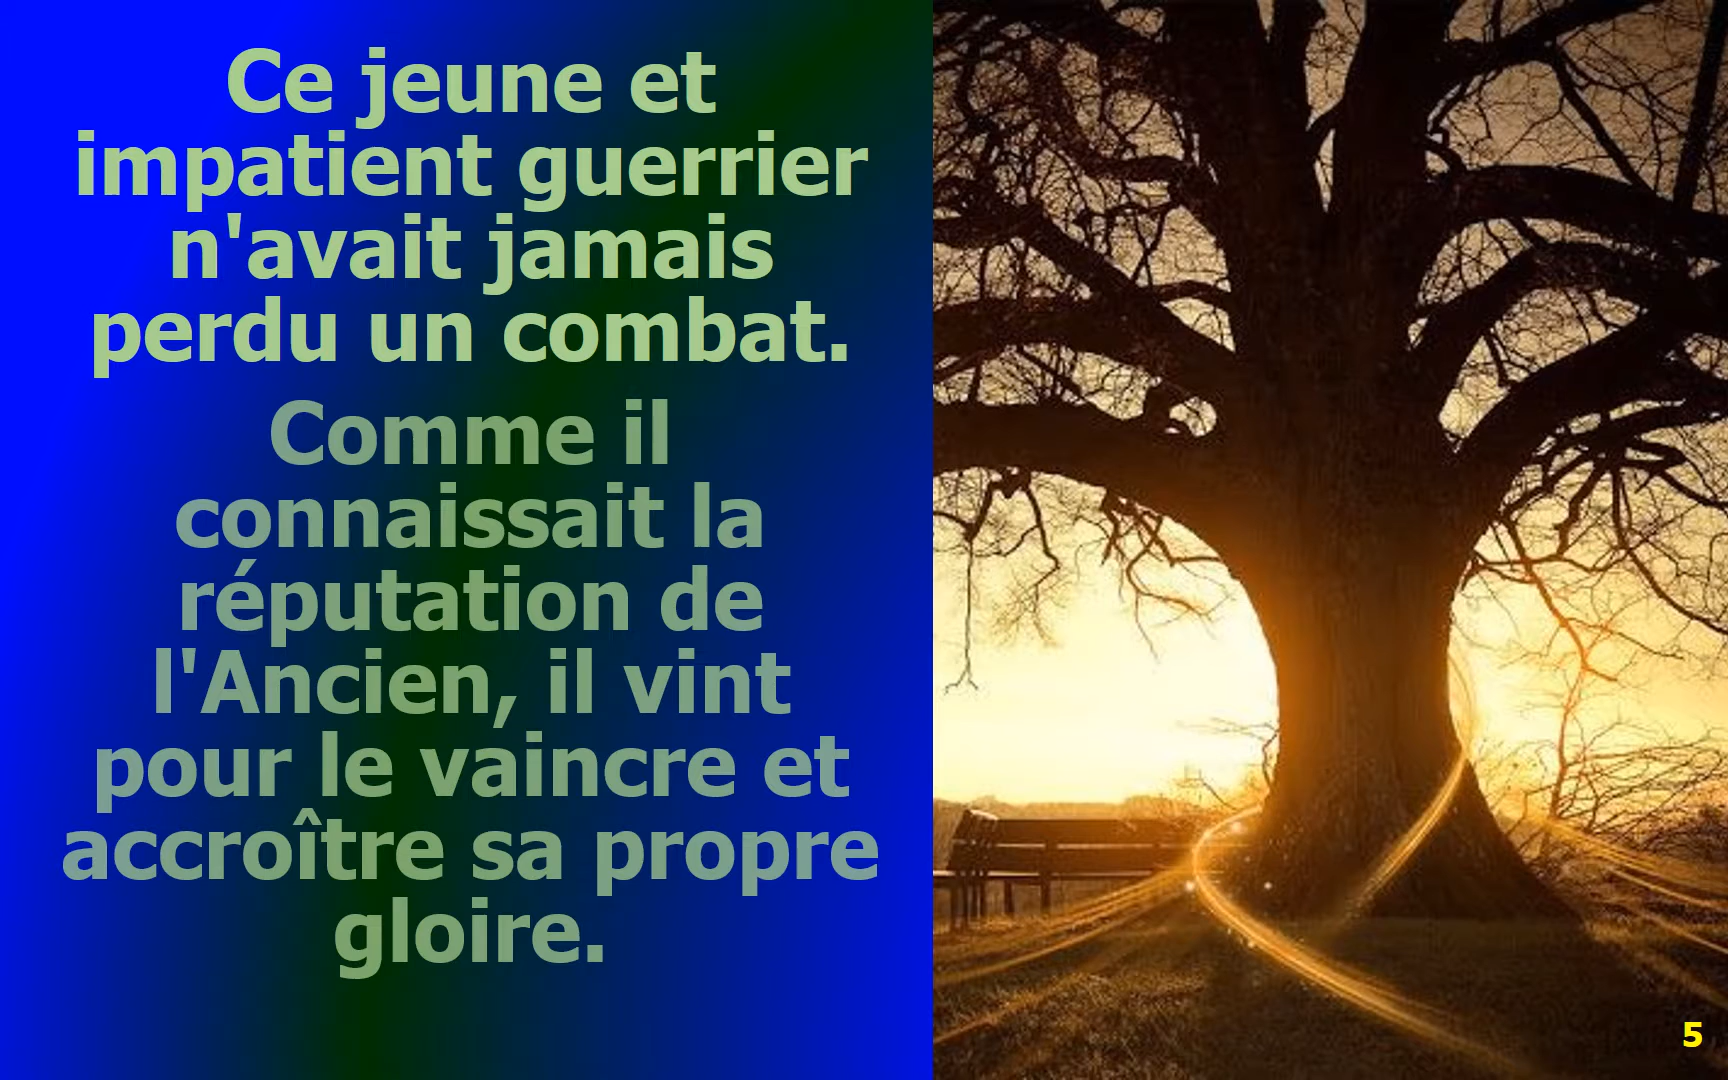 Ce jeune et
impatient guerrier
n'avait jamais
perdu un combat.
Comme il
connaissait la
réputation de
l'Ancien, il vint
pour le vaincre et
accroître sa propre
gloire.
5